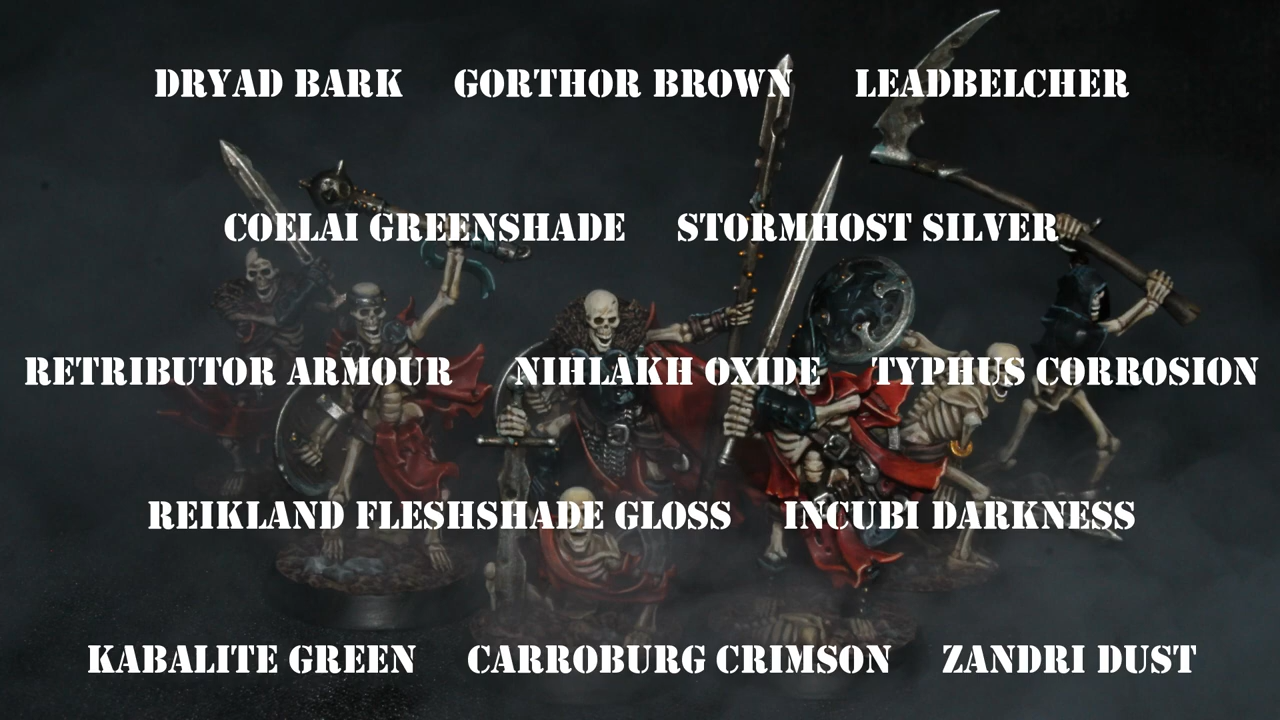 DRYAD BARK GORTHOR BROWN LEADBELCHER
COELAI GREENSHADE STORMHOST SILVER
RETRIBUTOR ARMOUR NIHLAKH OXIDE TYPHUS CORROSION
REIKLAND FLESHSHADE GLOSS INCUBI DARKNESS
KABALITE GREEN CARROBURG CRIMSON ZANDRI DUST